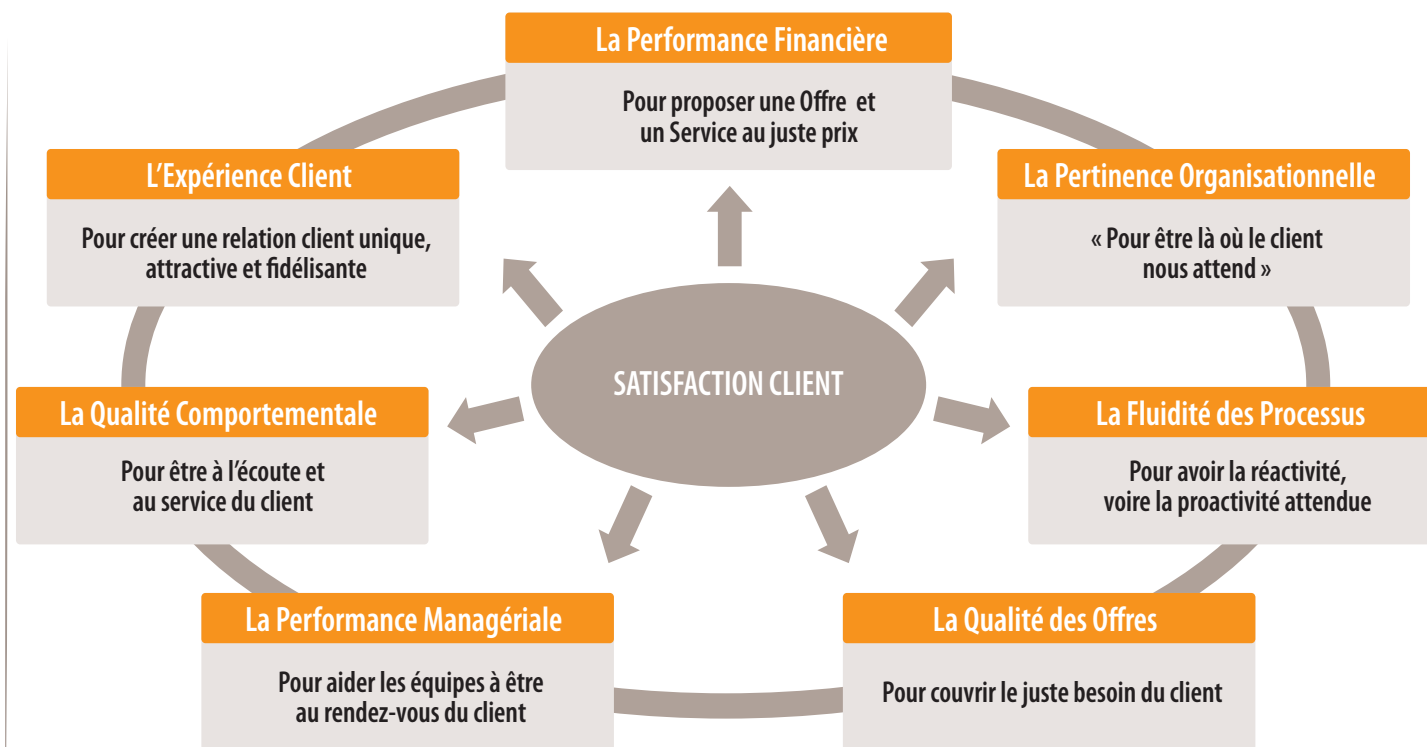 La Performance Financière
Pour proposer une Offre et
un Service au juste prix
L'Expérience Client
Pour créer une relation client unique,
attractive et fidélisante
La Pertinence Organisationnelle
« Pour être là où le client
nous attend »
SATISFACTION CLIENT
La Qualité Comportementale
Pour être à l'écoute et
au service du client
La Fluidité des Processus
Pour avoir la réactivité,
voire la proactivité attendue
La Performance Managériale
Pour aider les équipes à être
au rendez-vous du client
La Qualité des Offres
Pour couvrir le juste besoin du client